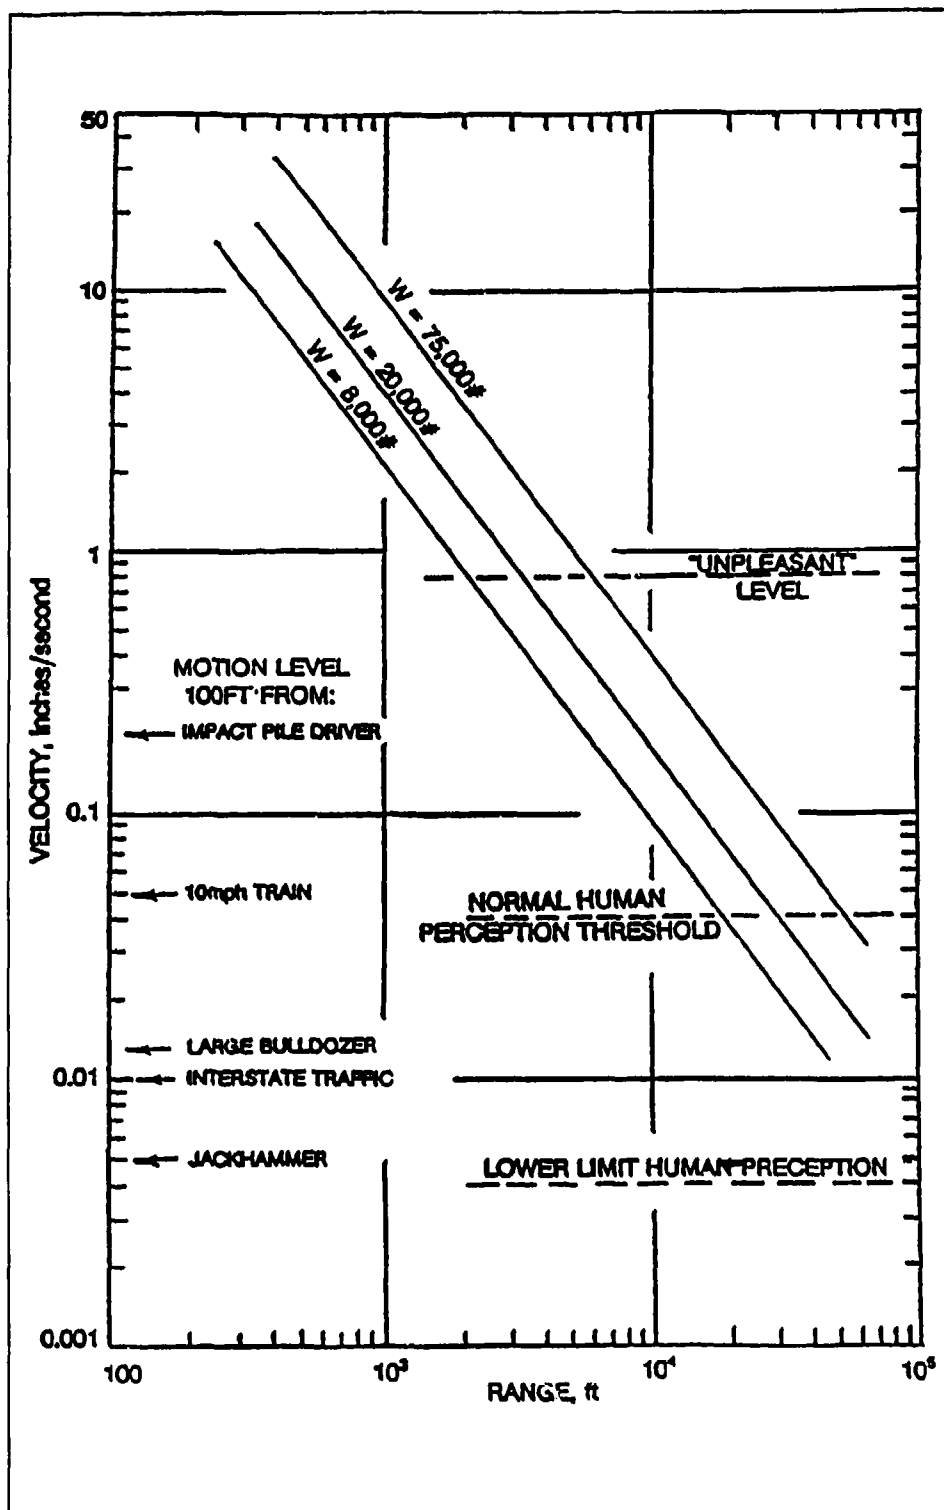 50
10
1
0.1
0.01
0.001
VELOCITY, inches/second
W = 75,000#
W = 20,000#
W = 8,000#
"UNPLEASANT"
LEVEL
MOTION LEVEL
100FT FROM:
IMPACT PILE DRIVER
10mph TRAIN
NORMAL HUMAN
PERCEPTION THRESHOLD
LARGE BULLDOZER
INTERSTATE TRAFFIC
JACKHAMMER
LOWER LIMIT HUMAN PRECEPTION
100
10³
10⁴
10⁵
RANGE, ft